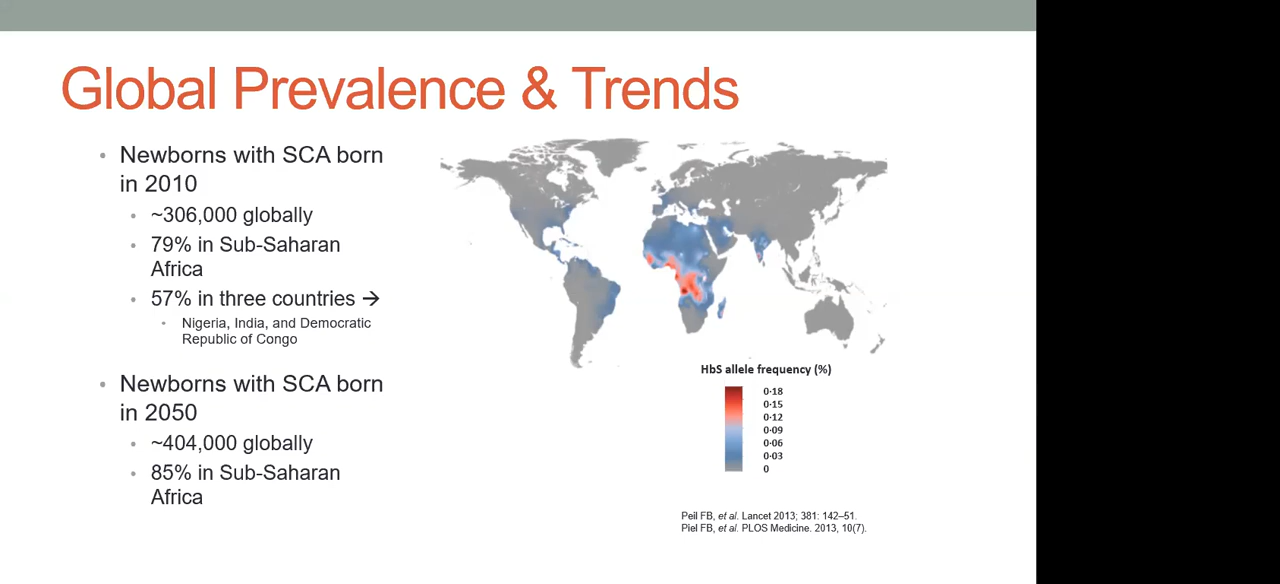 Global Prevalence & Trends
• Newborns with SCA born
in 2010
• ~306,000 globally
• 79% in Sub-Saharan
Africa
• 57% in three countries →
• Nigeria, India, and Democratic
Republic of Congo
• Newborns with SCA born
in 2050
• ~404,000 globally
• 85% in Sub-Saharan
Africa
HbS allele frequency (%)
0·18
0·15
0·12
0·09
0·06
0·03
0
Peil FB, et al. Lancet 2013; 381: 142–51.
Piel FB, et al. PLOS Medicine. 2013, 10(7).